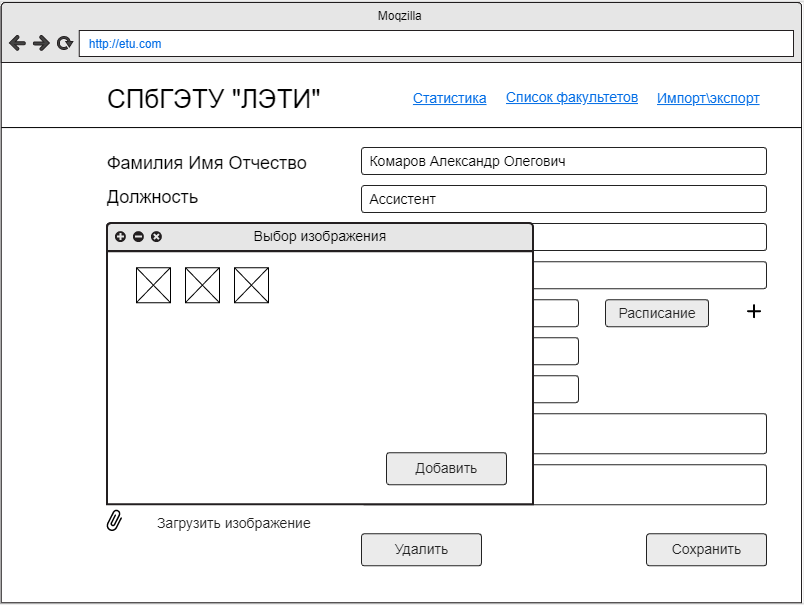 Moqzilla
http://etu.com
СПбГЭТУ "ЛЭТИ"
Статистика
Список факультетов
Импорт\экспорт
Фамилия Имя Отчество
Комаров Александр Олегович
Должность
Ассистент
Выбор изображения
Расписание
Добавить
Загрузить изображение
Удалить
Сохранить